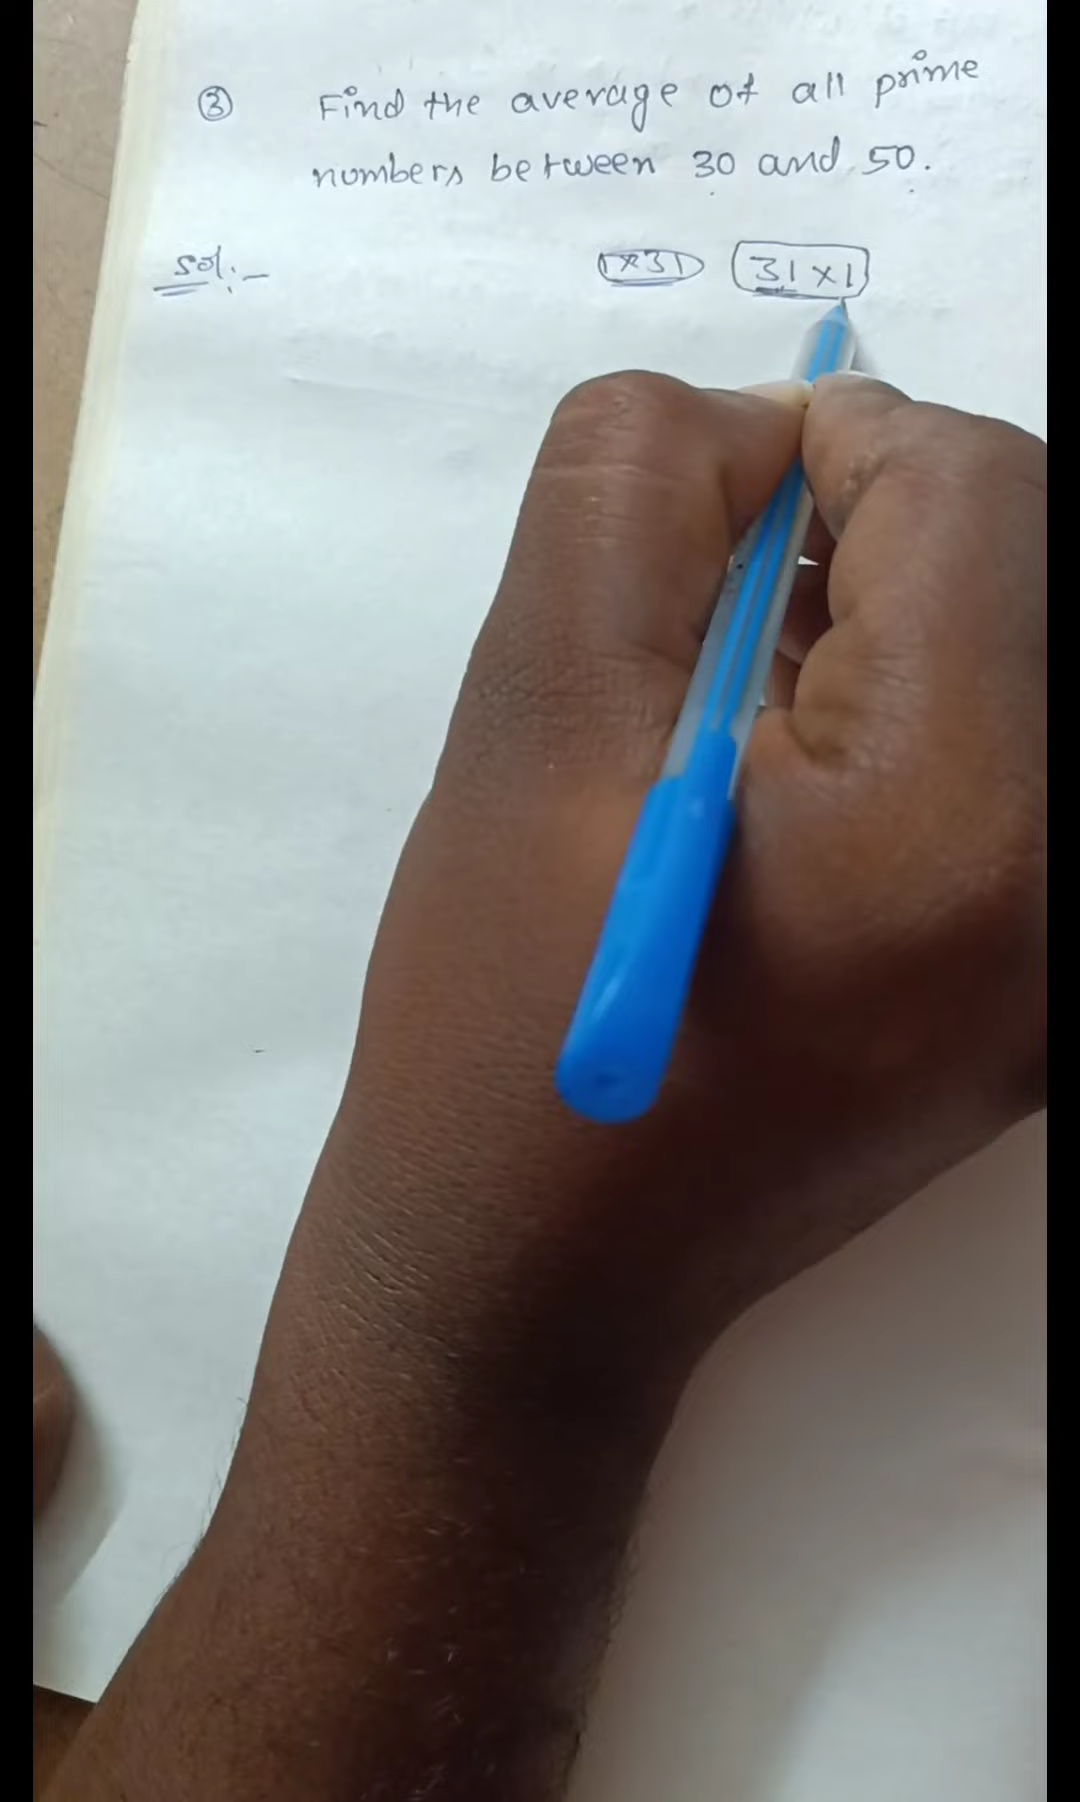 ③ Find the average of all prime
numbers between 30 and 50.
Sol:- 1×31 31×1